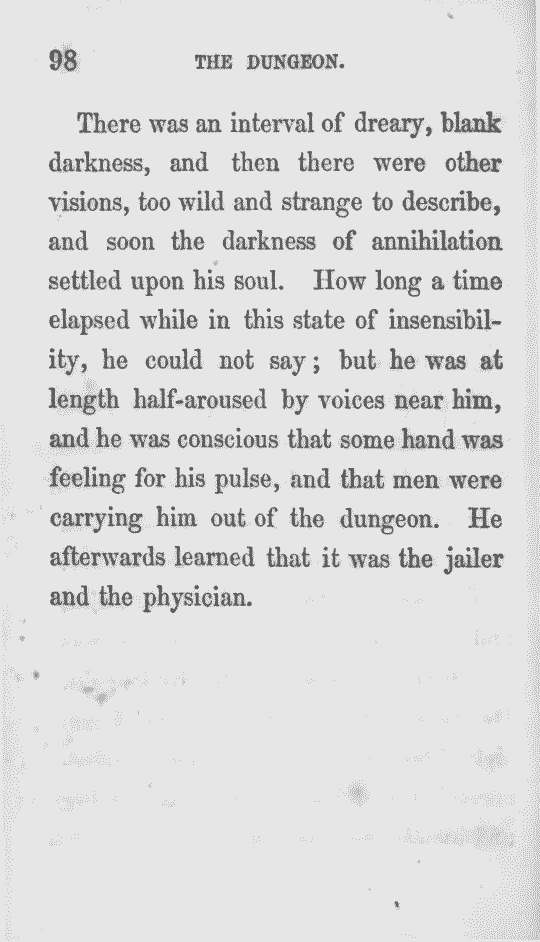 98 THE DUNGEON.
There was an interval of dreary, blank
darkness, and then there were other
visions, too wild and strange to describe,
and soon the darkness of annihilation
settled upon his soul. How long a time
elapsed while in this state of insensibil-
ity, he could not say; but he was at
length half-aroused by voices near him,
and he was conscious that some hand was
feeling for his pulse, and that men were
carrying him out of the dungeon. He
afterwards learned that it was the jailer
and the physician.